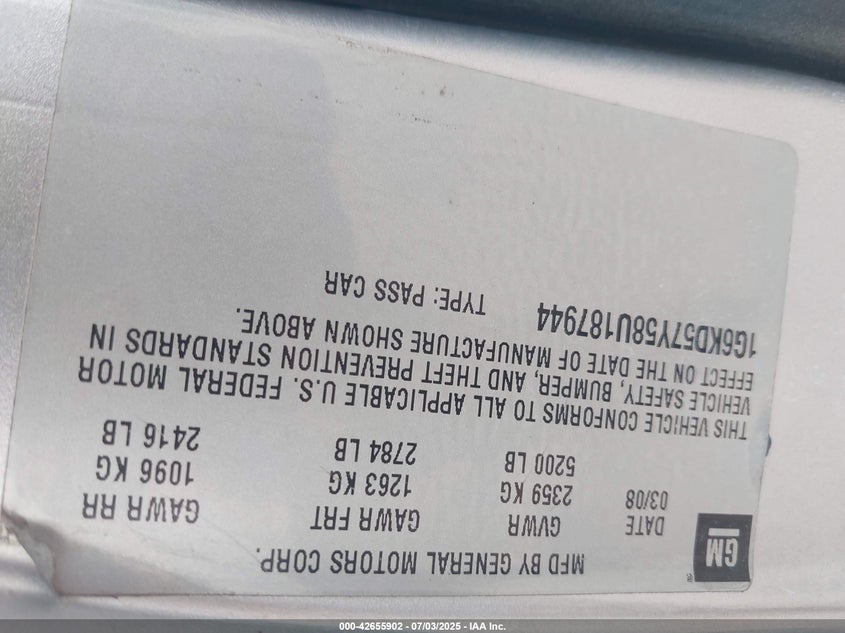 MFD BY GENERAL MOTORS CORP.
GM
®
DATE GVWR GAWR FRT GAWR RR
03/08 2359 KG 1263 KG 1096 KG
5200 LB 2784 LB 2416 LB
THIS VEHICLE CONFORMS TO ALL APPLICABLE U.S. FEDERAL MOTOR
VEHICLE SAFETY, BUMPER, AND THEFT PREVENTION STANDARDS IN
EFFECT ON THE DATE OF MANUFACTURE SHOWN ABOVE.
1G6KD57Y58U187944 TYPE: PASS CAR
000-42655902 - 07/03/2025 - IAA Inc.